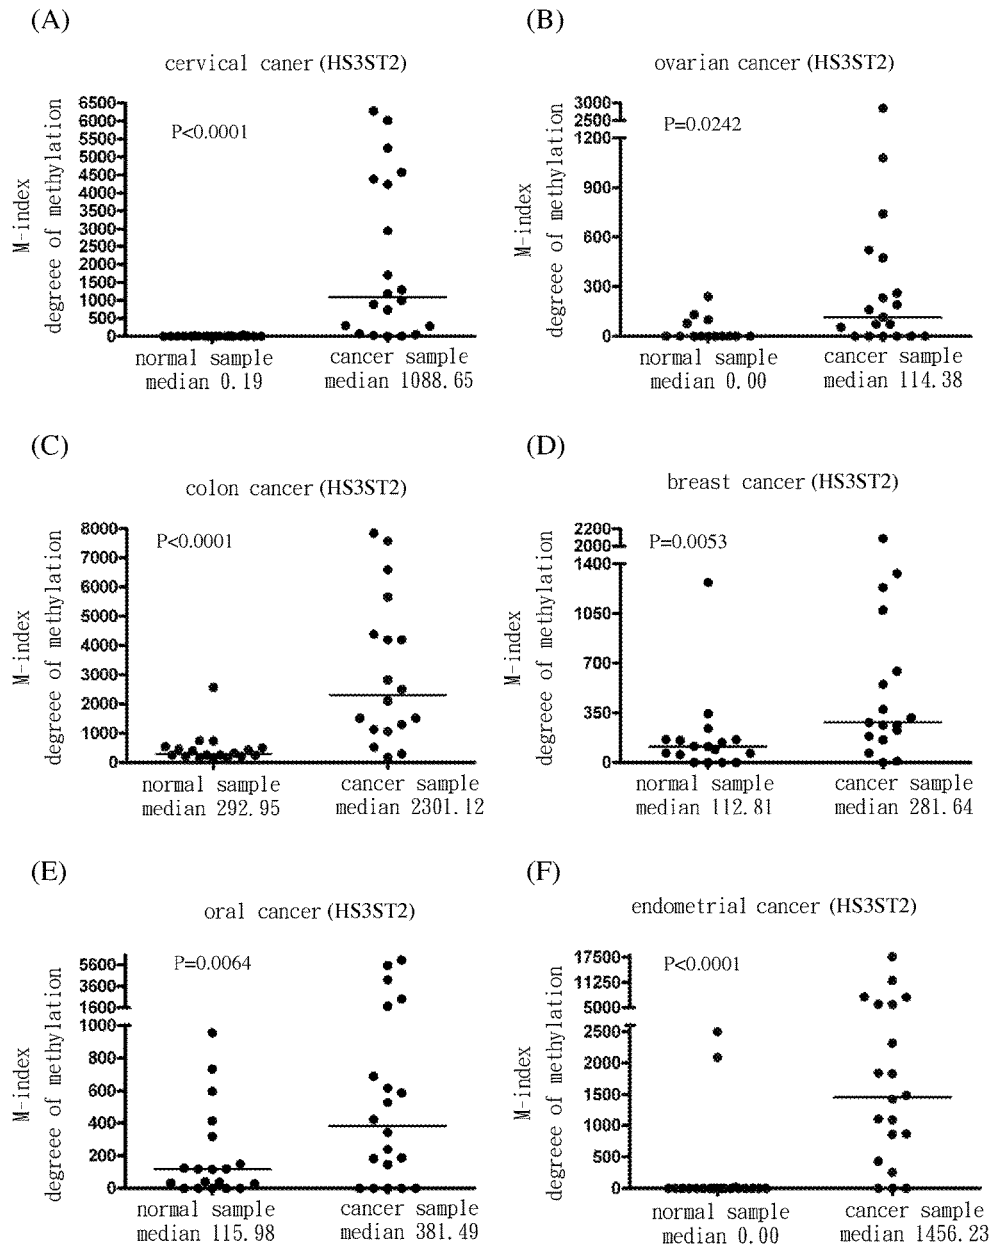 (A)
cervical caner (HS3ST2)
P<0.0001
M-index
degreee of methylation
6500
6000
5500
5000
4500
4000
3500
3000
2500
2000
1500
1000
500
0
normal sample
median 0.19
cancer sample
median 1088.65
(B)
ovarian cancer (HS3ST2)
P=0.0242
M-index
degreee of methylation
3000
2500
1200
900
600
300
0
normal sample
median 0.00
cancer sample
median 114.38
(C)
colon cancer (HS3ST2)
P<0.0001
M-index
degreee of methylation
8000
7000
6000
5000
4000
3000
2000
1000
0
normal sample
median 292.95
cancer sample
median 2301.12
(D)
breast cancer (HS3ST2)
P=0.0053
M-index
degreee of methylation
2200
2000
1400
1050
700
350
0
normal sample
median 112.81
cancer sample
median 281.64
(E)
oral cancer (HS3ST2)
P=0.0064
M-index
degreee of methylation
5600
3600
1600
1000
800
600
400
200
0
normal sample
median 115.98
cancer sample
median 381.49
(F)
endometrial cancer (HS3ST2)
P<0.0001
M-index
degreee of methylation
17500
11250
5000
2500
2000
1500
1000
500
0
normal sample
median 0.00
cancer sample
median 1456.23